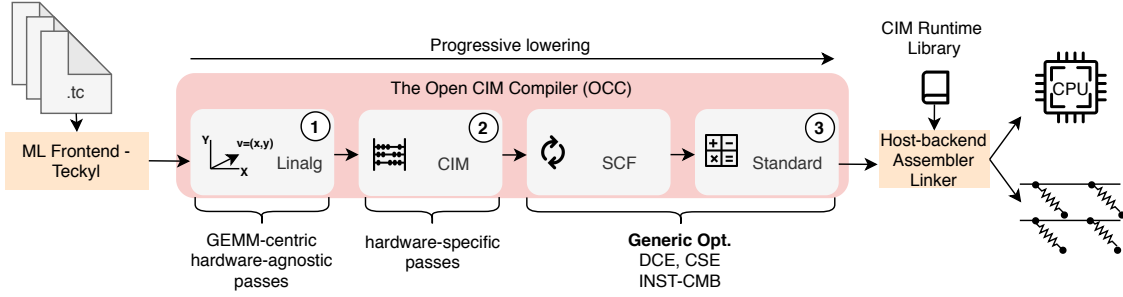 .tc
ML Frontend -
Teckyl
Progressive lowering
The Open CIM Compiler (OCC)
Y
v=(x,y)
X
1
Linalg
2
CIM
SCF
3
Standard
GEMM-centric
hardware-agnostic
passes
hardware-specific
passes
Generic Opt.
DCE, CSE
INST-CMB
CIM Runtime
Library
Host-backend
Assembler
Linker
CPU